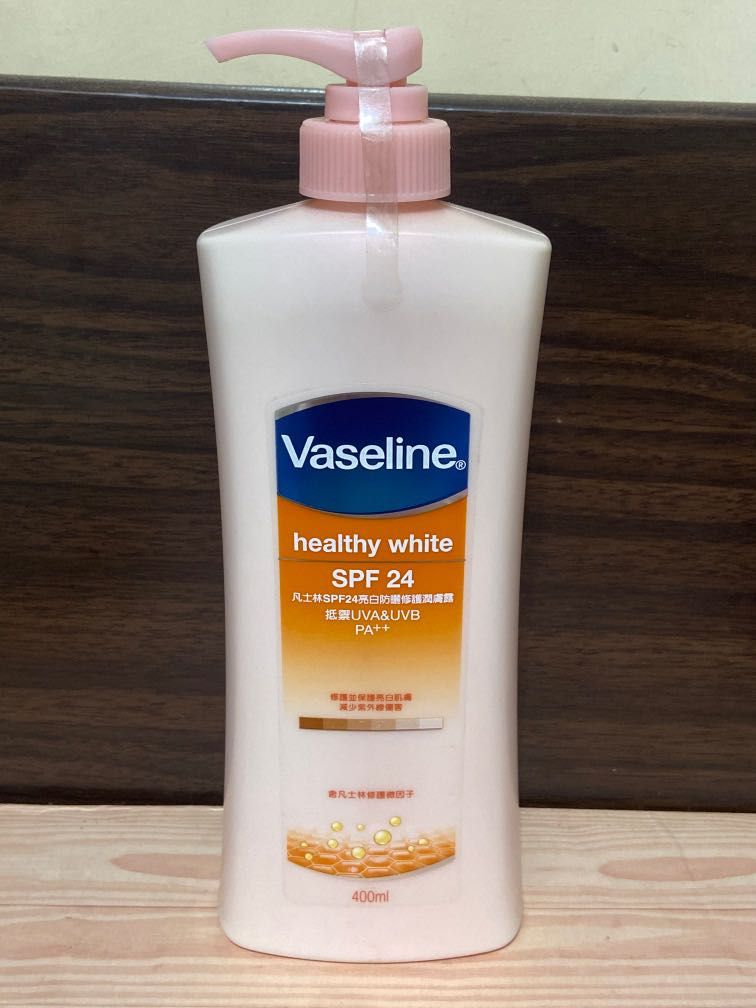 Vaseline®
healthy white
SPF 24
凡士林SPF24亮白防曬修護潤膚露
抵禦UVA&UVB
PA++
修護並保護亮白肌膚
減少紫外線傷害
含凡士林修護微因子
400ml